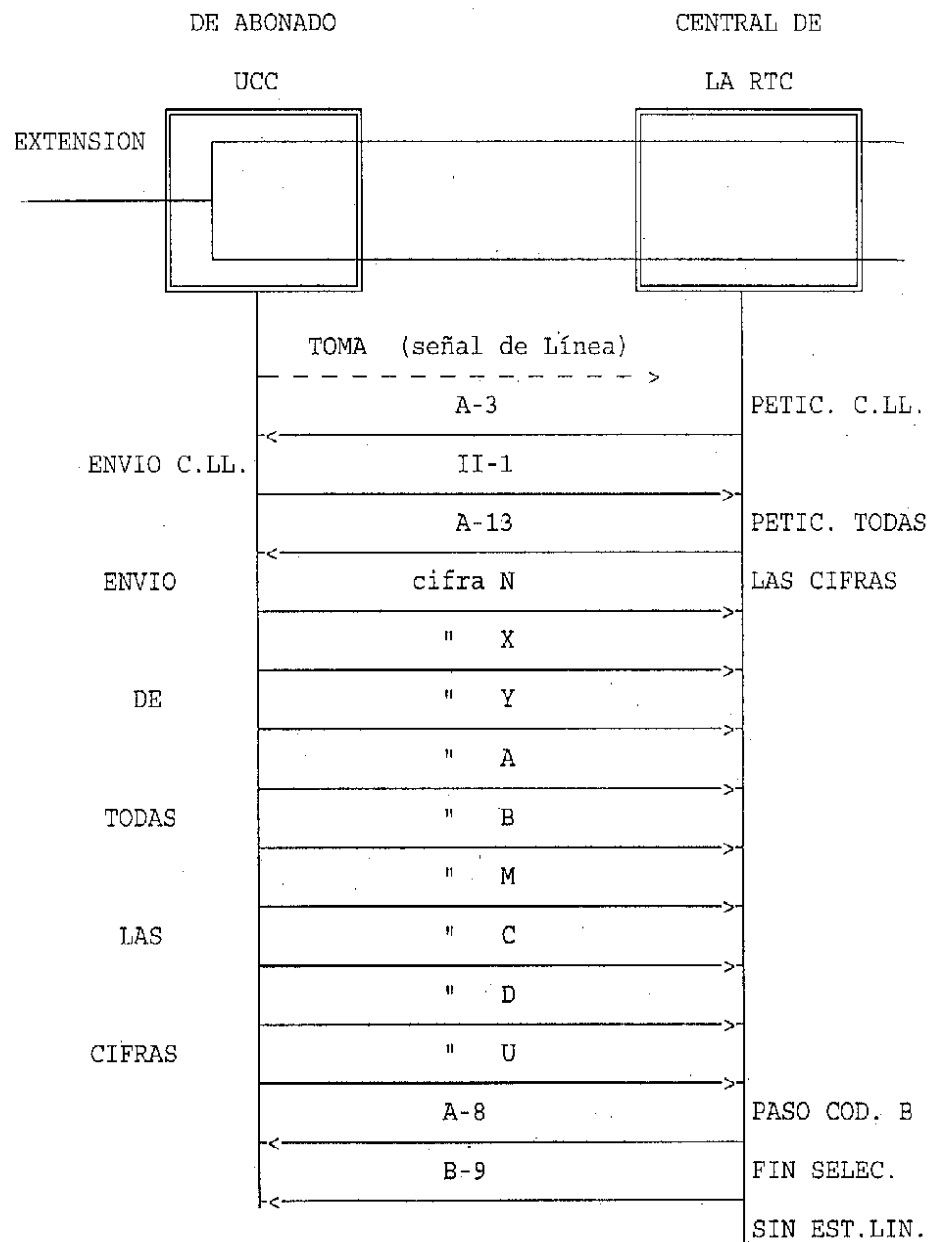 DE ABONADO CENTRAL DE
UCC LA RTC
EXTENSION
TOMA (señal de Línea)
A-3 PETIC. C.LL.
ENVIO C.LL. II-1
A-13 PETIC. TODAS
ENVIO cifra N LAS CIFRAS
" X
DE " Y
" A
TODAS " B
" M
LAS " C
" D
CIFRAS " U
A-8 PASO COD. B
B-9 FIN SELEC.
SIN EST.LIN.